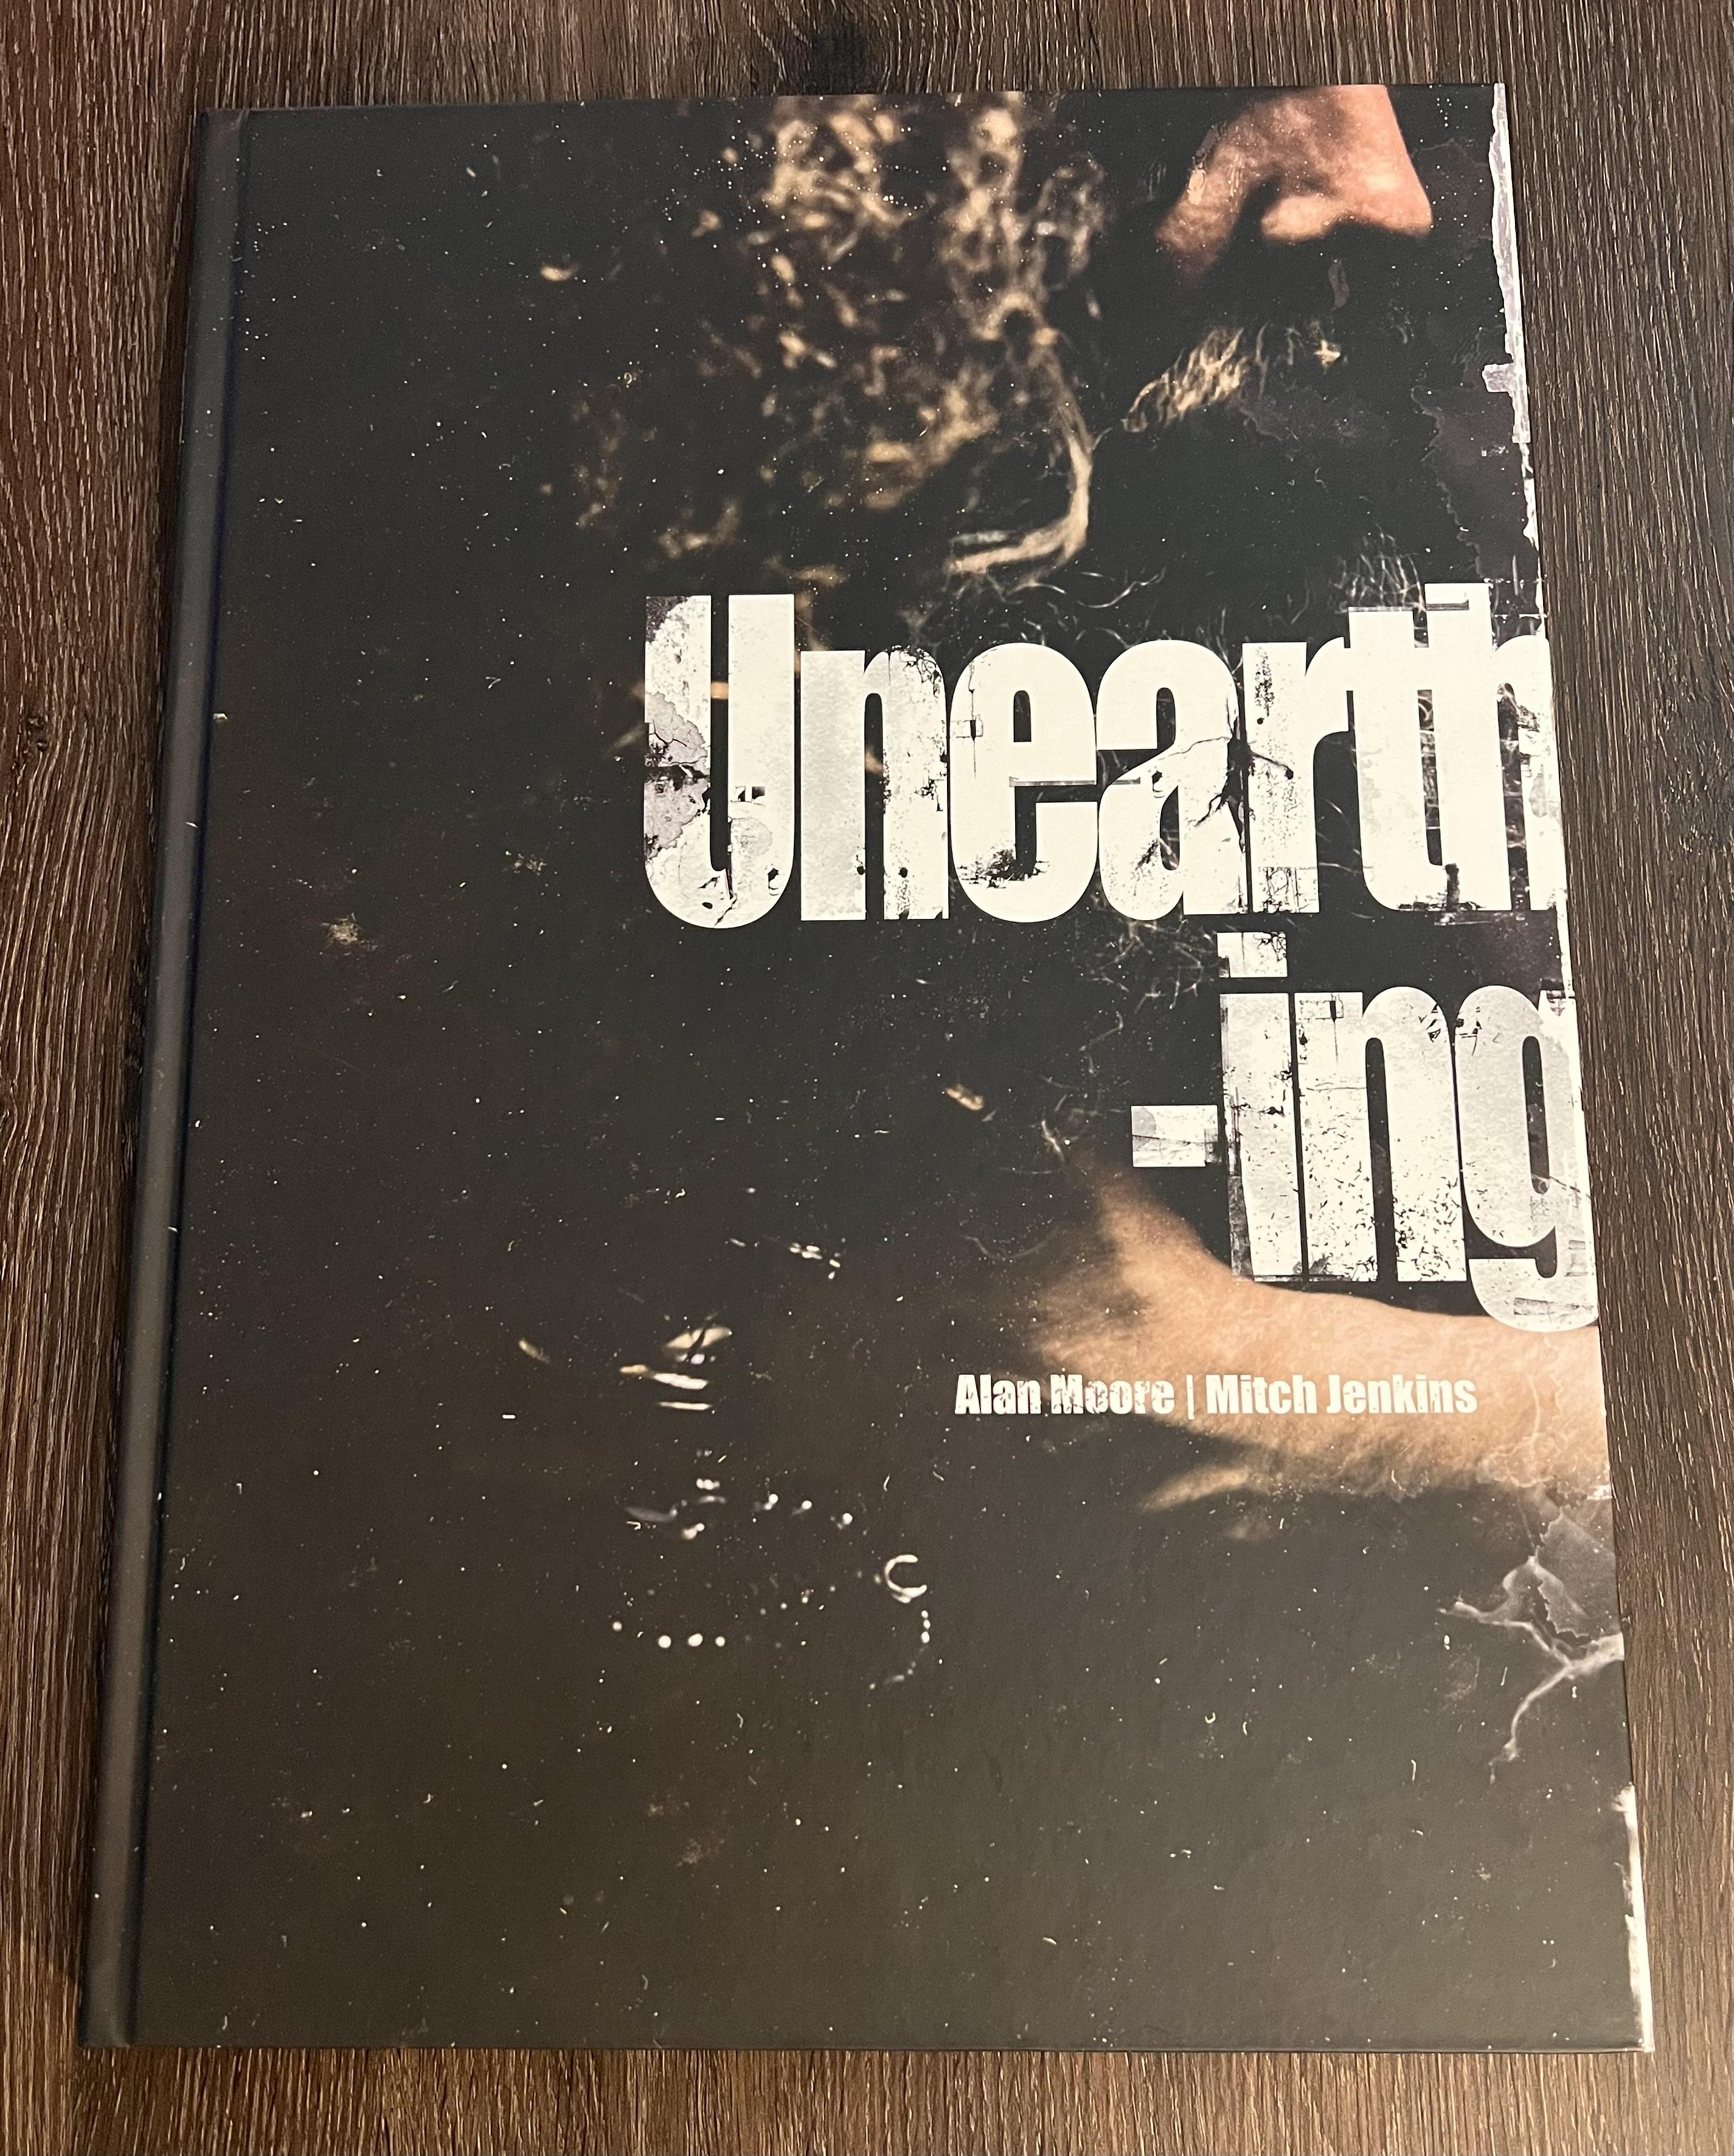 Unearth
-ing
Alan Moore | Mitch Jenkins